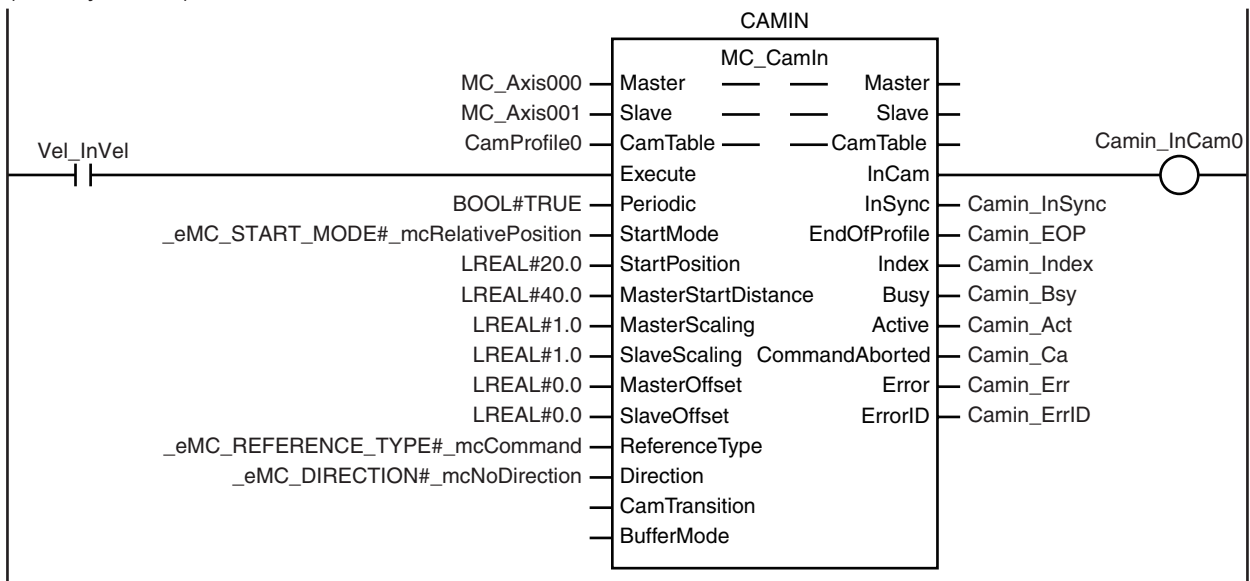 CAMIN
MC_CamIn
MC_Axis000 Master Master
MC_Axis001 Slave Slave
CamProfile0 CamTable CamTable Camin_InCam0
Vel_InVel
Execute InCam
BOOL#TRUE Periodic InSync Camin_InSync
_eMC_START_MODE#_mcRelativePosition StartMode EndOfProfile Camin_EOP
LREAL#20.0 StartPosition Index Camin_Index
LREAL#40.0 MasterStartDistance Busy Camin_Bsy
LREAL#1.0 MasterScaling Active Camin_Act
LREAL#1.0 SlaveScaling CommandAborted Camin_Ca
LREAL#0.0 MasterOffset Error Camin_Err
LREAL#0.0 SlaveOffset ErrorID Camin_ErrID
_eMC_REFERENCE_TYPE#_mcCommand ReferenceType
_eMC_DIRECTION#_mcNoDirection Direction
CamTransition
BufferMode